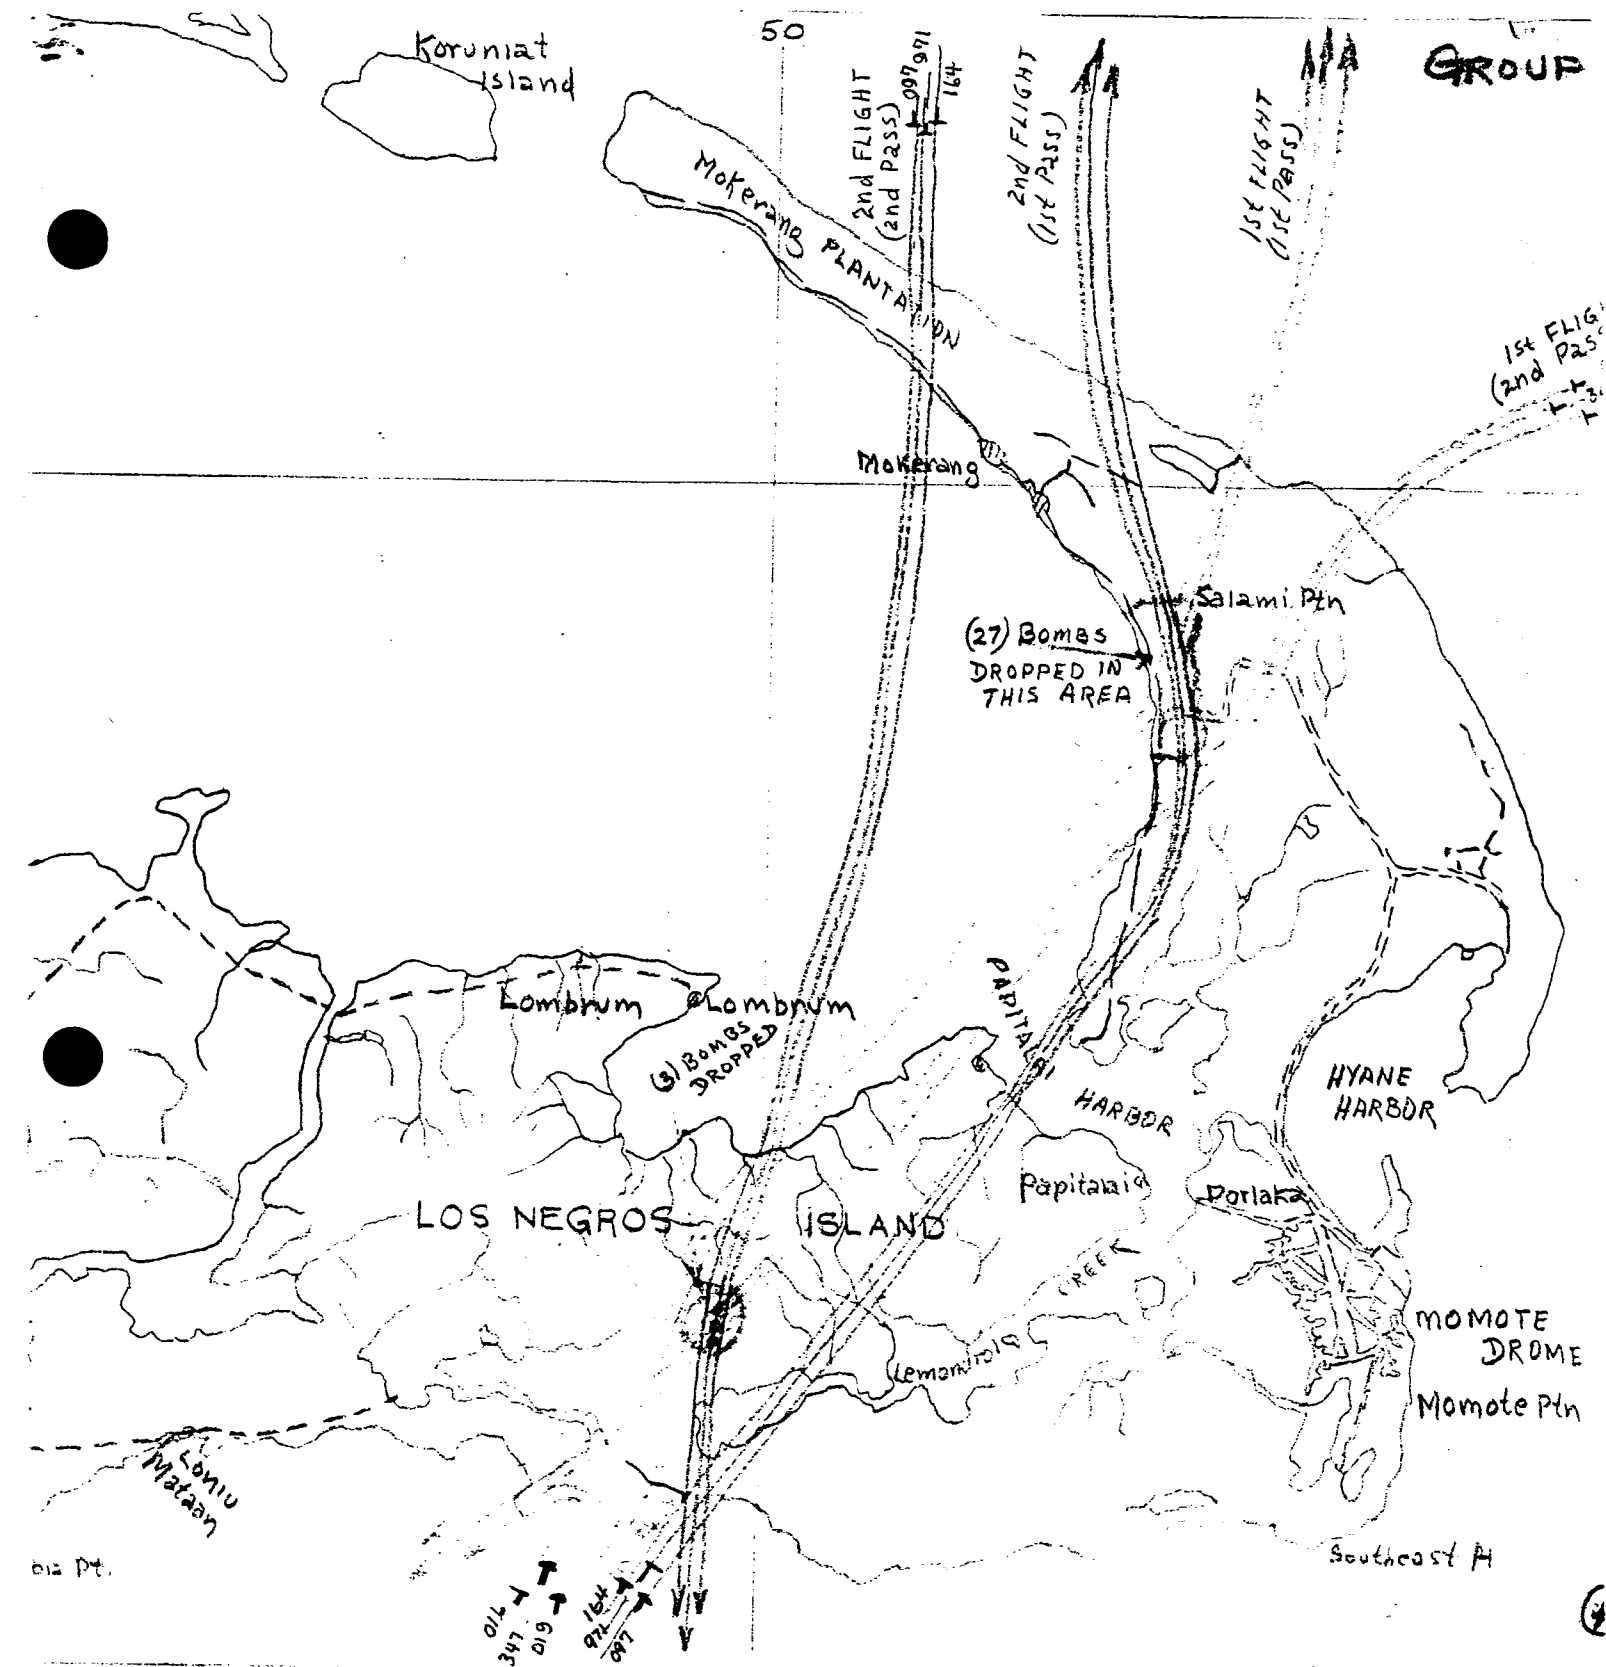 50
GROUP
Koruniat
Island
2nd FLIGHT
(2nd Pass)
097
971
164
2nd FLIGHT
(1st Pass)
1st FLIGHT
(1st PASS)
1st FLIG
(2nd Pas
Mokerang PLANTATION
Mokerang
Salami Ptn
(27) BOMBS
DROPPED IN
THIS AREA
Lombrum
Lombrum
(3) BOMBS
DROPPED
PAPITALAI
HARBOR
HYANE
HARBOR
Papitalai
Porlaka
LOS NEGROS ISLAND
CREEK
MOMOTE
DROME
Momote Ptn
Loniu
Mataan
Pt.
Southeast Pt
016
347
019
164
971
097